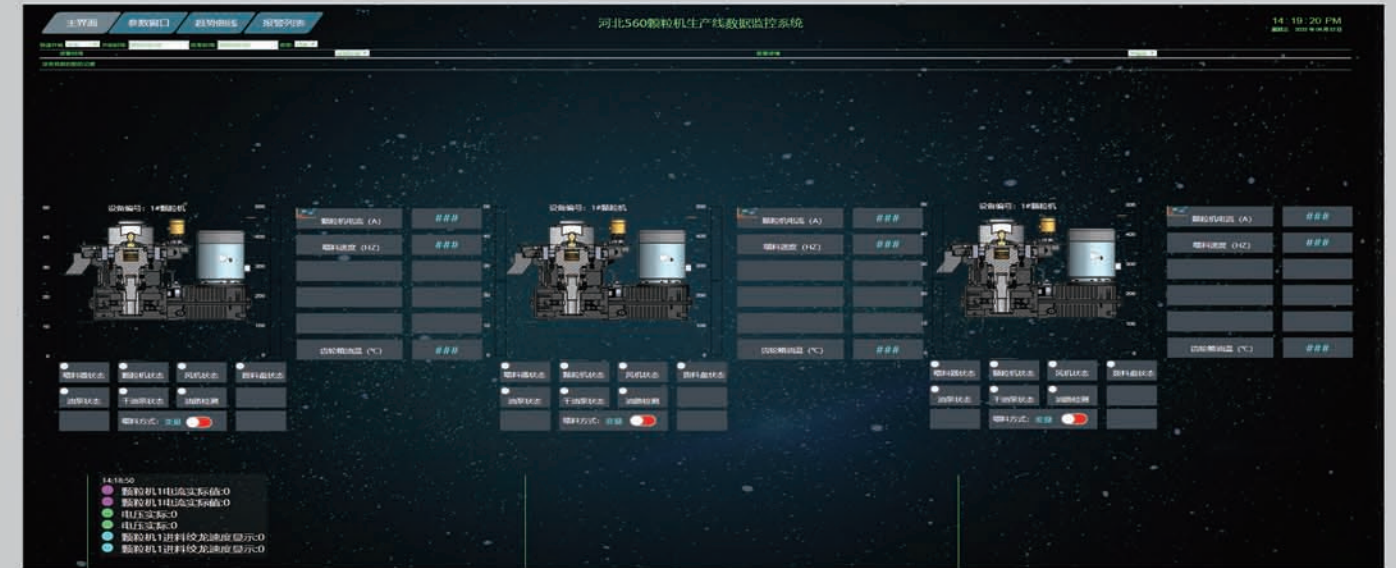 主界面 参数窗口 趋势曲线 报警列表
河北560颗粒机生产线数据监控系统
14:19:20 PM
设备编号：1#颗粒机
颗粒机电流 (A) ###
喂料速度 (HZ) ###
齿轮箱油温 (℃) ###
喂料器状态 颗粒机状态 风机状态 匀料盘状态
油泵状态 干油泵状态 油路检测
喂料方式：变量
设备编号：1#颗粒机
颗粒机电流 (A) ###
喂料速度 (HZ) ###
齿轮箱油温 (℃) ###
喂料器状态 颗粒机状态 风机状态 匀料盘状态
油泵状态 干油泵状态 油路检测
喂料方式：变量
设备编号：1#颗粒机
颗粒机电流 (A) ###
喂料速度 (HZ) ###
齿轮箱油温 (℃) ###
喂料器状态 颗粒机状态 风机状态 匀料盘状态
油泵状态 干油泵状态 油路检测
喂料方式：变量
14:18:50
颗粒机1电流实际值:0
颗粒机1电流实际值:0
电压实际:0
电压实际:0
颗粒机1进料绞龙速度显示:0
颗粒机1进料绞龙速度显示:0